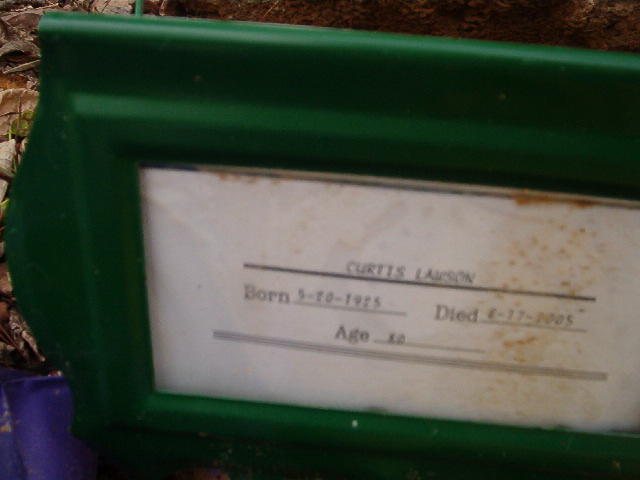 CURTIS LAWSON
Born 5-20-1925 Died 6-17-2005
Age 80